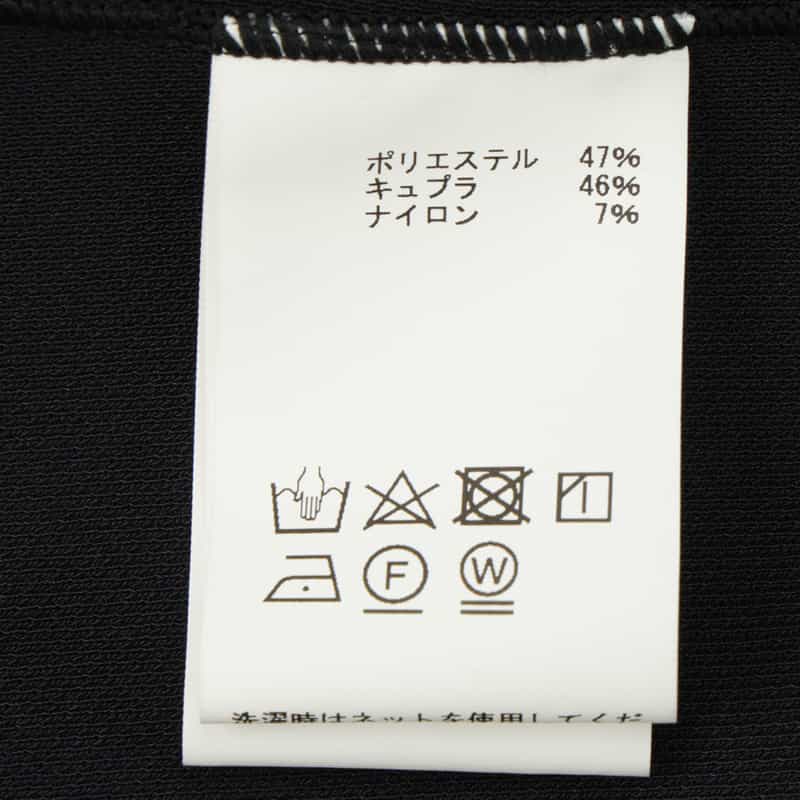 ポリエステル 47%
キュプラ 46%
ナイロン 7%
F
W
洗濯時はネットを使用してくだ